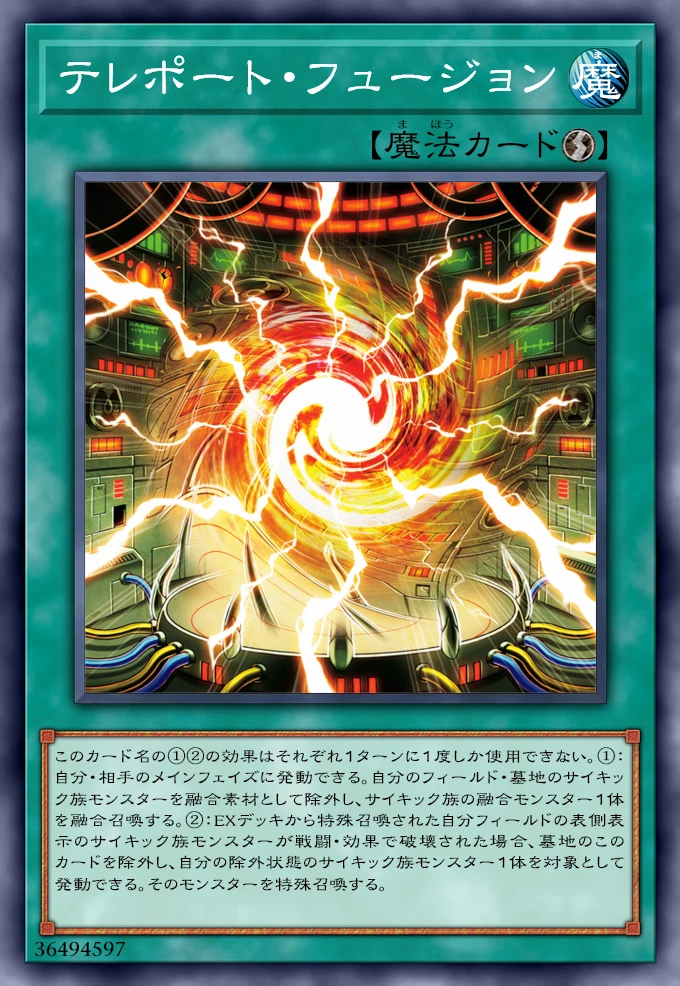 テレポート・フュージョン 魔
ま
【魔法カード】
ま ほう
このカード名の①②の効果はそれぞれ1ターンに1度しか使用できない。①：
自分・相手のメインフェイズに発動できる。自分のフィールド・墓地のサイキッ
ク族モンスターを融合素材として除外し、サイキック族の融合モンスター1体
を融合召喚する。②：EXデッキから特殊召喚された自分フィールドの表側表
示のサイキック族モンスターが戦闘・効果で破壊された場合、墓地のこの
カードを除外し、自分の除外状態のサイキック族モンスター1体を対象として
発動できる。そのモンスターを特殊召喚する。
36494597